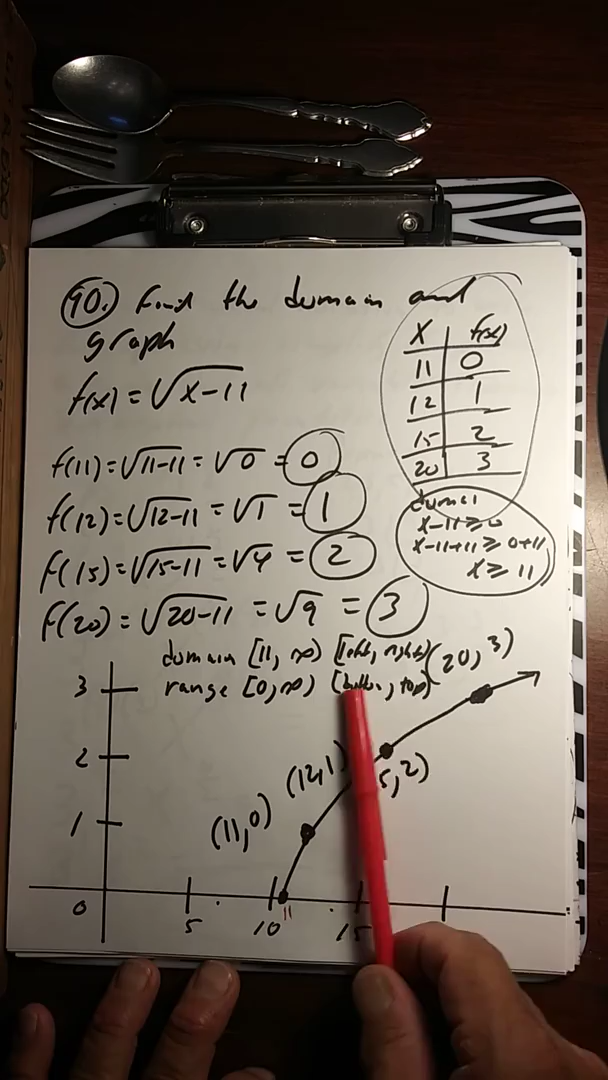 90. Find the domain and
graph
f(x) = √x-11
x f(x)
11 0
12 1
15 2
20 3
f(11) = √11-11 = √0 = 0
f(12) = √12-11 = √1 = 1
f(15) = √15-11 = √4 = 2
f(20) = √20-11 = √9 = 3
x-11 ≥ 0
x-11+11 ≥ 0+11
x ≥ 11
domain [11, ∞) [left, right)
range [0, ∞) [bottom, top)
(20, 3)
3
2
(12, 1)
5, 2)
1
(11, 0)
0
5
10
11
15